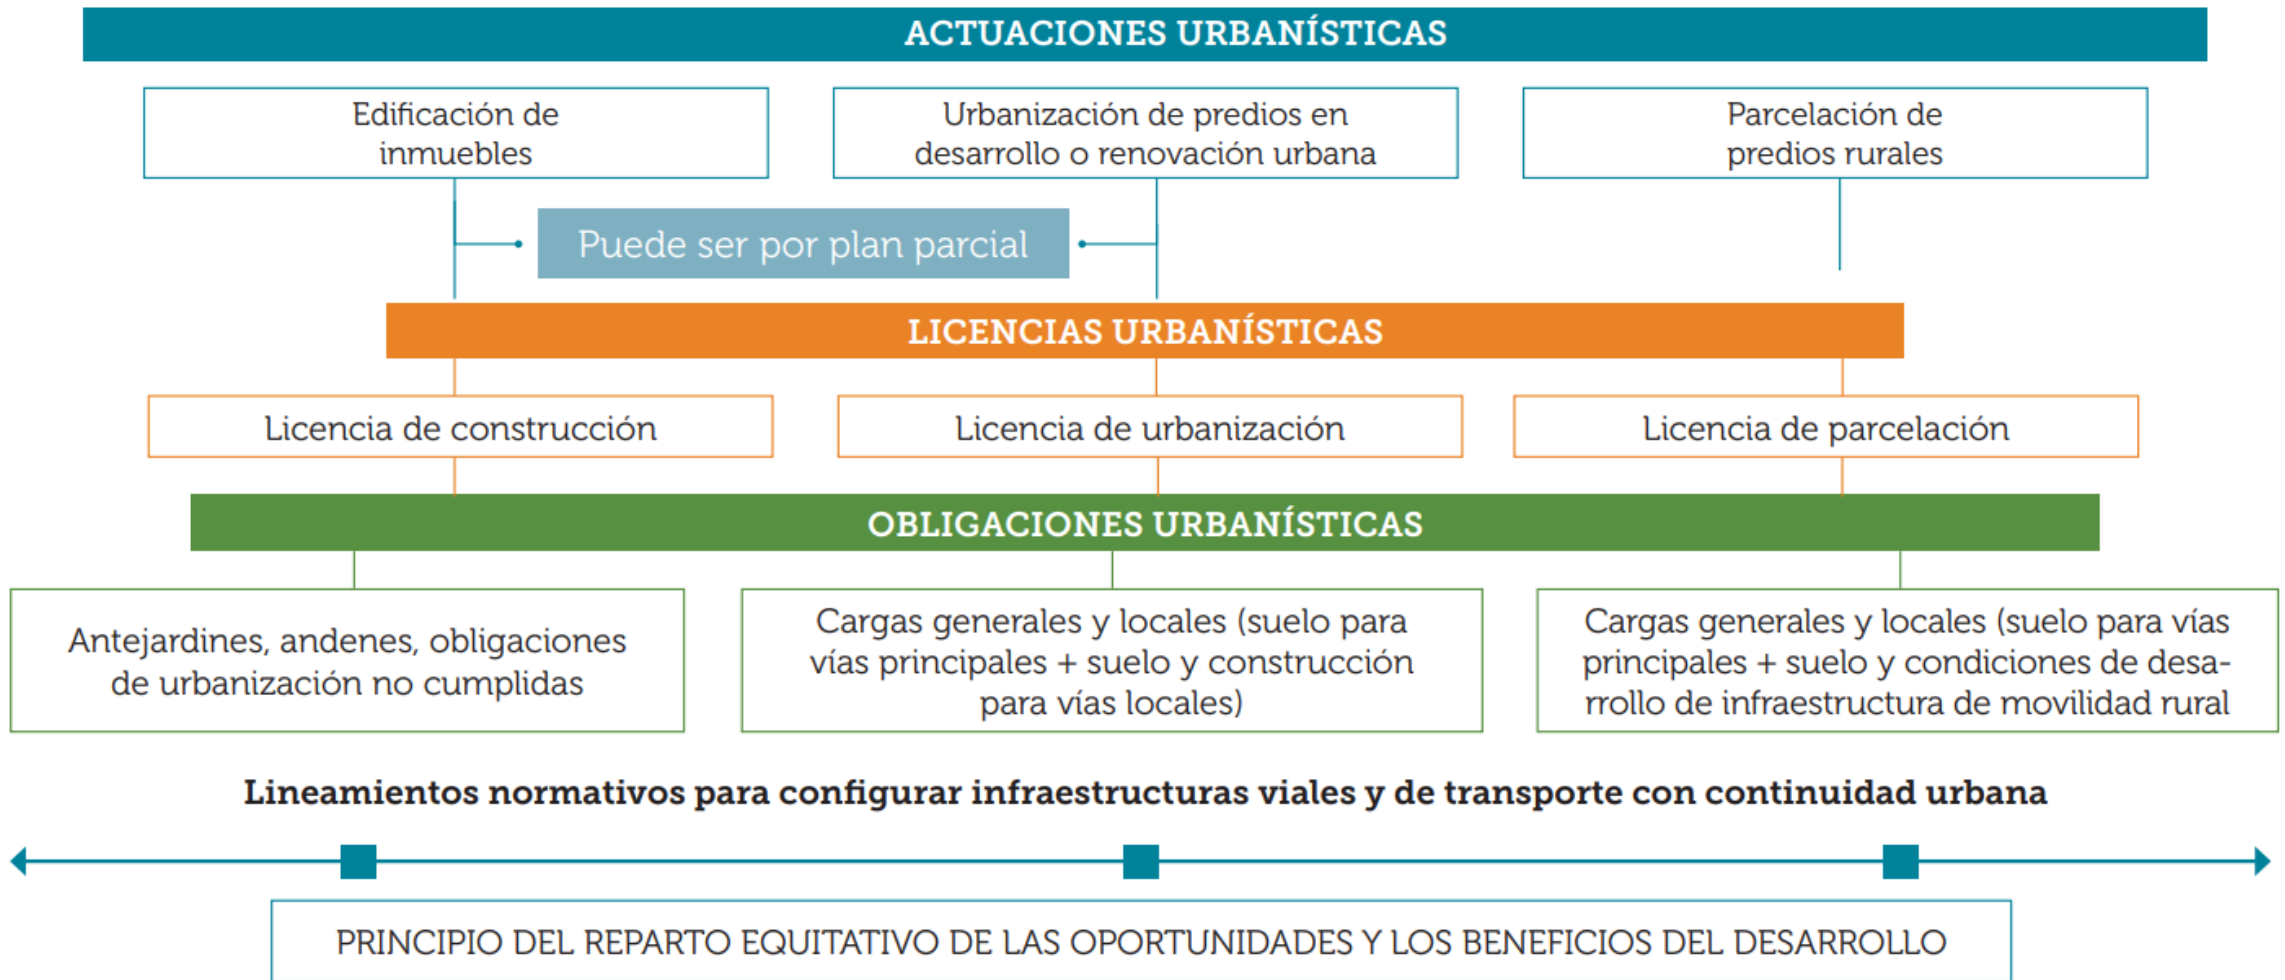 ACTUACIONES URBANÍSTICAS
Edificación de
inmuebles
Urbanización de predios en
desarrollo o renovación urbana
Parcelación de
predios rurales
Puede ser por plan parcial
LICENCIAS URBANÍSTICAS
Licencia de construcción
Licencia de urbanización
Licencia de parcelación
OBLIGACIONES URBANÍSTICAS
Antejardines, andenes, obligaciones
de urbanización no cumplidas
Cargas generales y locales (suelo para
vías principales + suelo y construcción
para vías locales)
Cargas generales y locales (suelo para vías
principales + suelo y condiciones de desa-
rrollo de infraestructura de movilidad rural
Lineamientos normativos para configurar infraestructuras viales y de transporte con continuidad urbana
PRINCIPIO DEL REPARTO EQUITATIVO DE LAS OPORTUNIDADES Y LOS BENEFICIOS DEL DESARROLLO